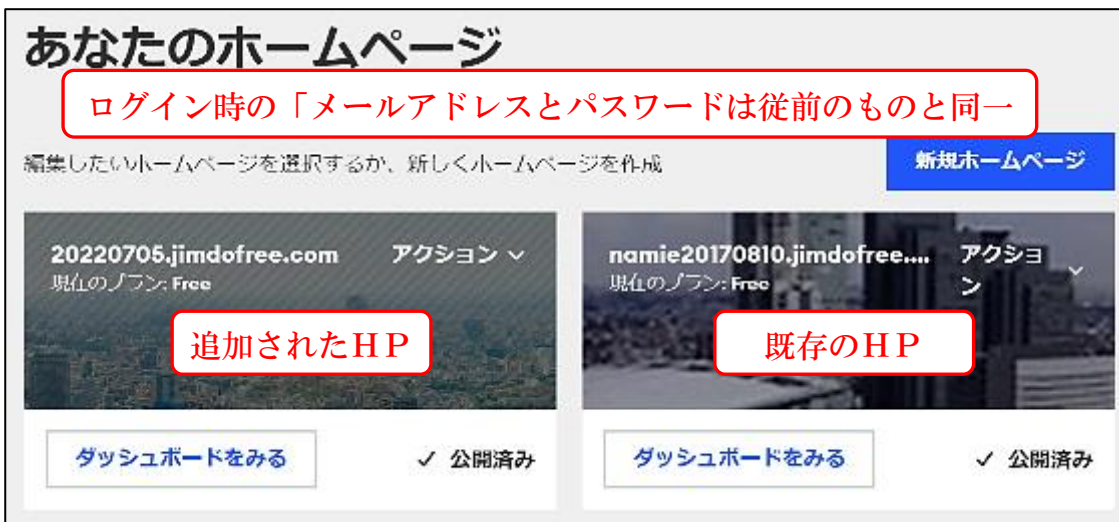 あなたのホームページ
ログイン時の「メールアドレスとパスワードは従前のものと同一
編集したいホームページを選択するか、新しくホームページを作成
新規ホームページ
20220705.jimdofree.com アクション
現在のプラン: Free
追加されたＨＰ
ダッシュボードをみる ✓ 公開済み
namie20170810.jimdofree.... アクショ
ン
現在のプラン: Free
既存のＨＰ
ダッシュボードをみる ✓ 公開済み